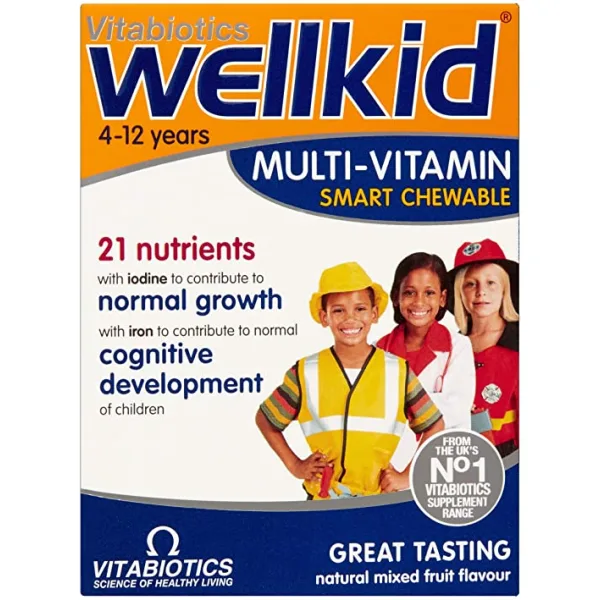 Vitabiotics
wellkid®
4-12 years
MULTI-VITAMIN
SMART CHEWABLE
21 nutrients
with iodine to contribute to
normal growth
with iron to contribute to normal
cognitive
development
of children
FROM
THE UK'S
Nº1
VITABIOTICS
SUPPLEMENT
RANGE
Ω
VITABIOTICS
SCIENCE OF HEALTHY LIVING
GREAT TASTING
natural mixed fruit flavour